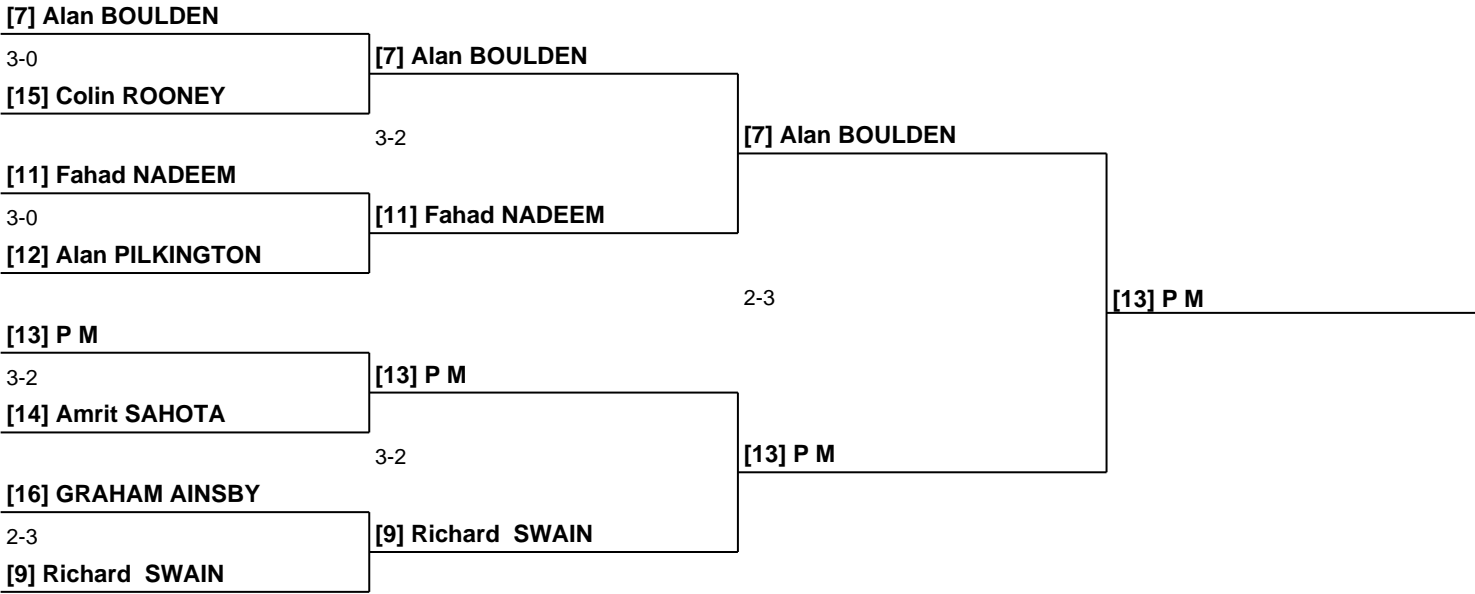 [7] Alan BOULDEN
3-0
[15] Colin ROONEY
[7] Alan BOULDEN
3-2
[11] Fahad NADEEM
3-0
[12] Alan PILKINGTON
[11] Fahad NADEEM
[7] Alan BOULDEN
2-3
[13] P M
[13] P M
3-2
[14] Amrit SAHOTA
[13] P M
3-2
[16] GRAHAM AINSBY
2-3
[9] Richard  SWAIN
[9] Richard  SWAIN
[13] P M